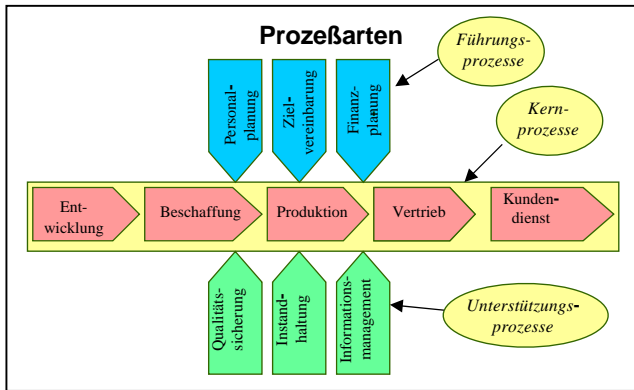 Prozeßarten
Führungs-
prozesse
Personal-
planung
Ziel-
vereinbarung
Finanz-
planung
Kern-
prozesse
Ent-
wicklung
Beschaffung
Produktion
Vertrieb
Kunden-
dienst
Qualitäts-
sicherung
Instand-
haltung
Informations-
management
Unterstützungs-
prozesse